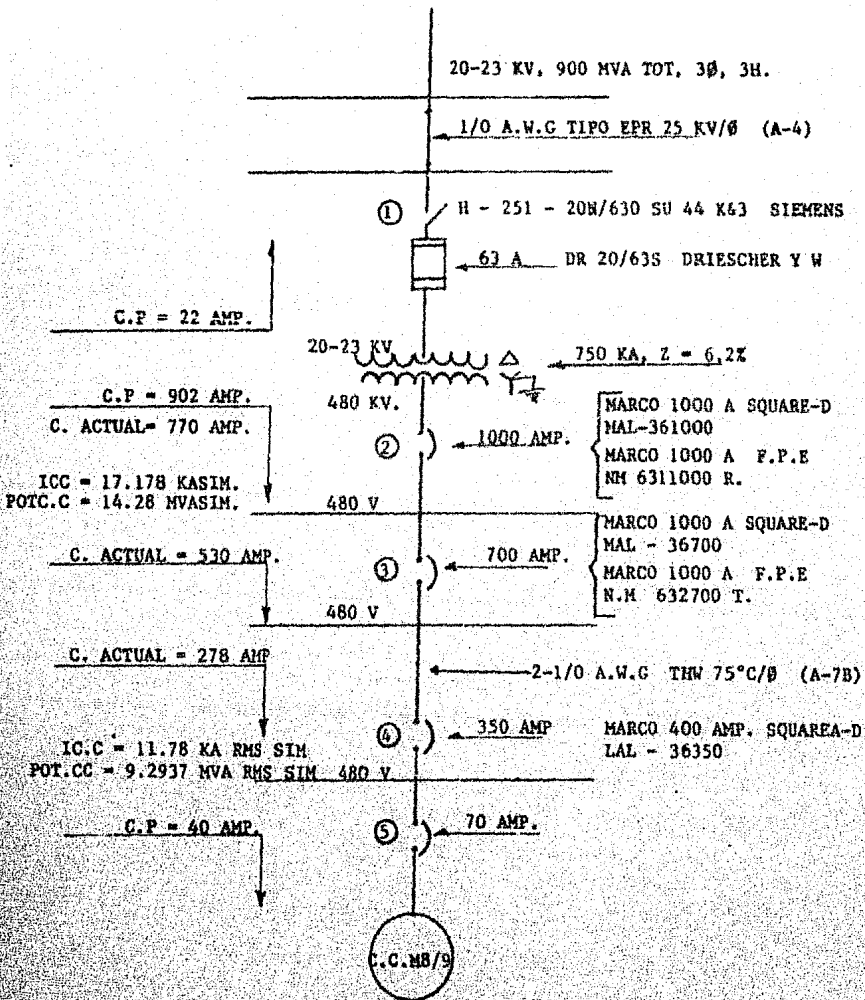 20-23 KV, 900 MVA TOT, 3Ø, 3H.
1/0 A.W.G TIPO EPR 25 KV/Ø (A-4)
① H - 251 - 20N/630 SU 44 K63 SIEMENS
63 A DR 20/63S DRIESCHER Y W
C.P = 22 AMP.
20-23 KV
750 KA, Z = 6,2%
C.P = 902 AMP.
C. ACTUAL= 770 AMP.
480 KV.
② 1000 AMP.
MARCO 1000 A SQUARE-D
MAL-361000
MARCO 1000 A F.P.E
NM 6311000 R.
ICC = 17.178 KASIM.
POTC.C = 14.28 MVASIM.
480 V
C. ACTUAL = 530 AMP.
③ 700 AMP.
MARCO 1000 A SQUARE-D
MAL - 36700
MARCO 1000 A F.P.E
N.M 632700 T.
480 V
C. ACTUAL = 278 AMP
2-1/0 A.W.G THW 75°C/Ø (A-7B)
④ 350 AMP
MARCO 400 AMP. SQUAREA-D
LAL - 36350
IC.C = 11.78 KA RMS SIM
POT.CC = 9.2937 MVA RMS SIM 480 V
C.P = 40 AMP.
⑤ 70 AMP.
C.C.M8/9